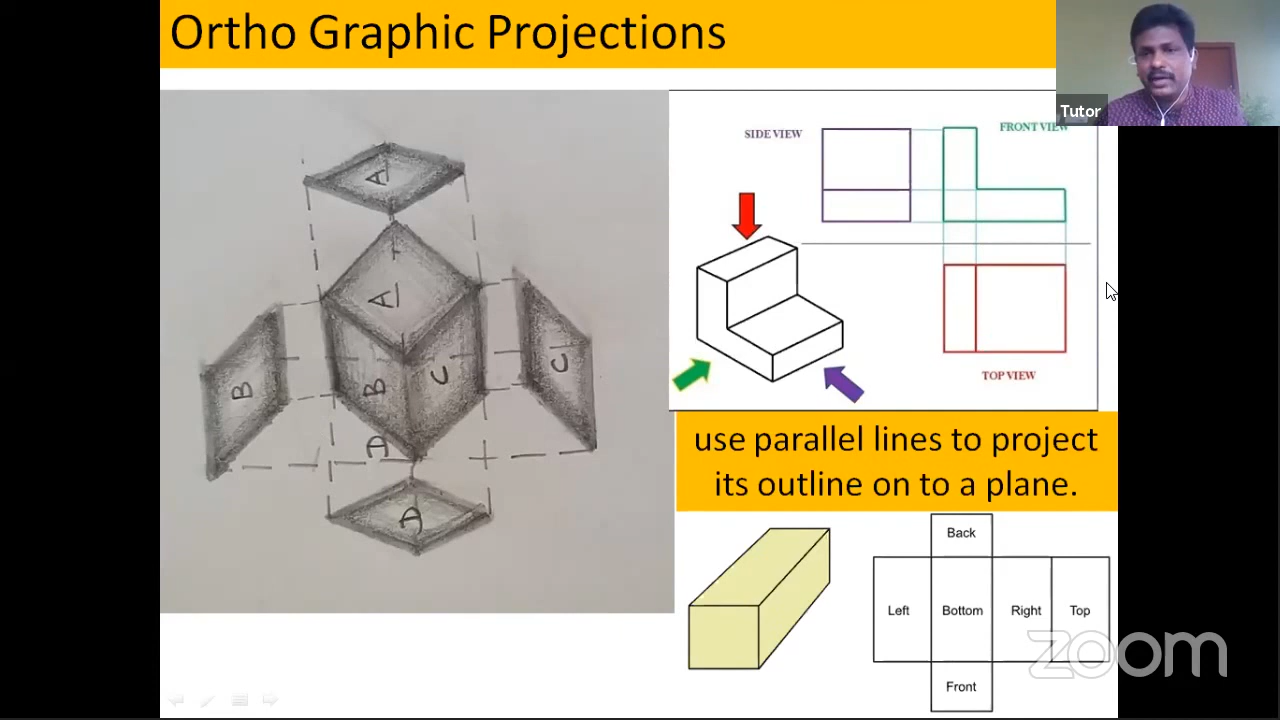 Ortho Graphic Projections
Tutor
A
A
B
B
C
C
D
D
SIDE VIEW
FRONT VIEW
TOP VIEW
use parallel lines to project
its outline on to a plane.
Back
Left
Bottom
Right
Top
Front
zoom